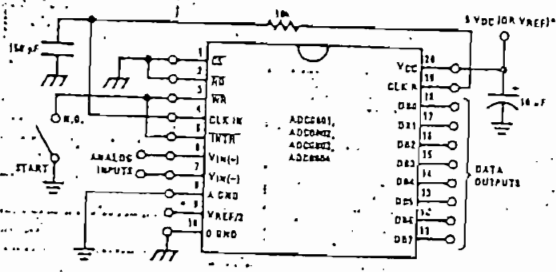 10k
5 VDC (OR VREF)
150 pF
1
CS
VCC
20
2
RD
CLK R
19
3
WR
DB0
18
N.O.
4
CLK IN
DB1
17
10 uF
5
INTR
ADC0801,
ADC0802,
ADC0803,
ADC0804
DB2
16
START
ANALOG
INPUTS
6
VIN(+)
DB3
15
7
VIN(-)
DB4
14
DATA
OUTPUTS
8
A GND
DB5
13
9
VREF/2
DB6
12
10
D GND
DB7
11